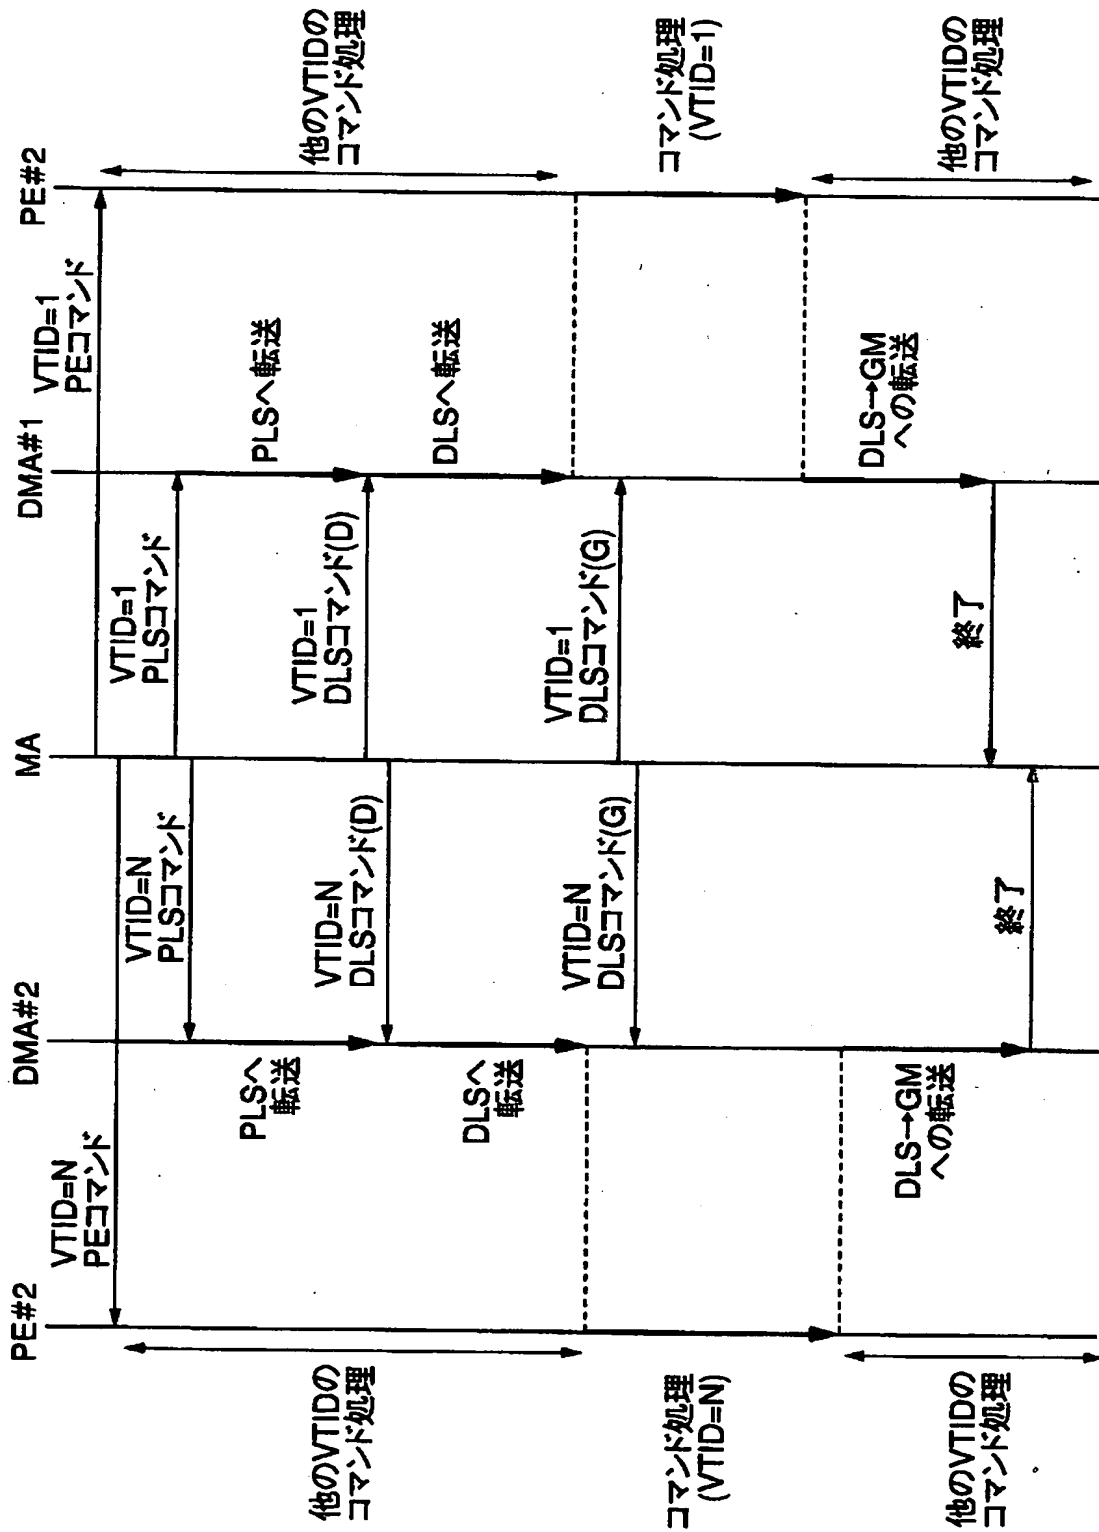 PE#2
DMA#2
MA
DMA#1
PE#2
VTID=N
PEコマンド
VTID=N
PLSコマンド
VTID=1
PLSコマンド
VTID=1
PEコマンド
他のVTIDの
コマンド処理
PLSへ
転送
VTID=N
DLSコマンド(D)
VTID=1
DLSコマンド(D)
PLSへ転送
他のVTIDの
コマンド処理
DLSへ
転送
DLSへ転送
コマンド処理
(VTID=N)
VTID=N
DLSコマンド(G)
VTID=1
DLSコマンド(G)
コマンド処理
(VTID=1)
他のVTIDの
コマンド処理
DLS→GM
への転送
終了
終了
DLS→GM
への転送
他のVTIDの
コマンド処理